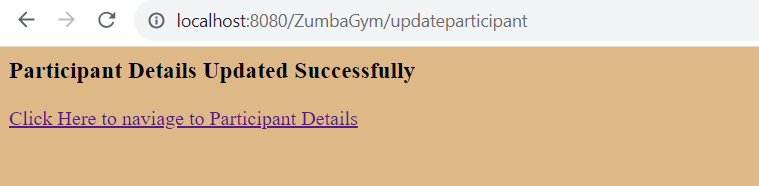 localhost:8080/ZumbaGym/updateparticipant
Participant Details Updated Successfully
Click Here to naviage to Participant Details